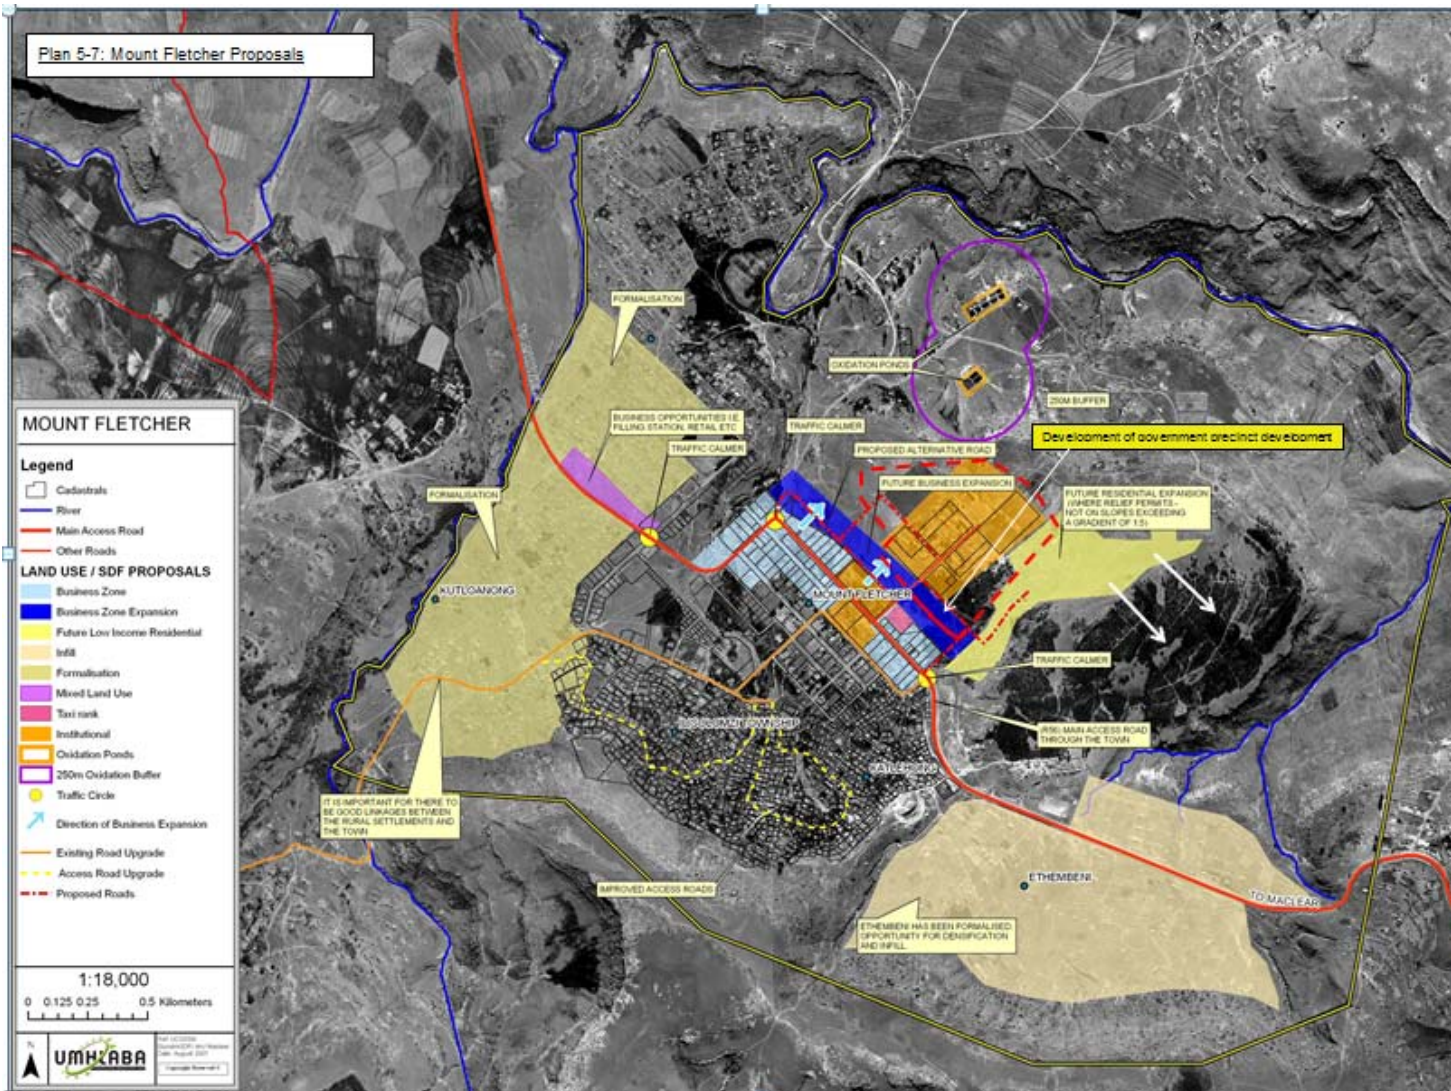 Plan 5-7: Mount Fletcher Proposals
FORMALISATION
OXIDATION PONDS
250M BUFFER
BUSINESS OPPORTUNITIES I.E.
FILLING STATION, RETAIL ETC
TRAFFIC CALMER
TRAFFIC CALMER
Development of government precinct development
PROPOSED ALTERNATIVE ROAD
FUTURE BUSINESS EXPANSION
FORMALISATION
FUTURE RESIDENTIAL EXPANSION
(WHERE RELIEF PERMITS -
NOT ON SLOPES EXCEEDING
A GRADIENT OF 1:5)
KUTLOANONG
MOUNT FLETCHER
TRAFFIC CALMER
TOWNSHIP
(R56) MAIN ACCESS ROAD
THROUGH THE TOWN
KATLEHONG
IT IS IMPORTANT FOR THERE TO
BE GOOD LINKAGES BETWEEN
THE RURAL SETTLEMENTS AND
THE TOWN
IMPROVED ACCESS ROADS
ETHEMBENI
TO MACLEAR
ETHEMBENI HAS BEEN FORMALISED.
OPPORTUNITY FOR DENSIFICATION
AND INFILL.
MOUNT FLETCHER
Legend
Cadastrals
River
Main Access Road
Other Roads
LAND USE / SDF PROPOSALS
Business Zone
Business Zone Expansion
Future Low Income Residential
Infill
Formalisation
Mixed Land Use
Taxi rank
Institutional
Oxidation Ponds
250m Oxidation Buffer
Traffic Circle
Direction of Business Expansion
Existing Road Upgrade
Access Road Upgrade
Proposed Roads
1:18,000
0 0.125 0.25 0.5 Kilometers
N
UMHLABA
Date: August 2007